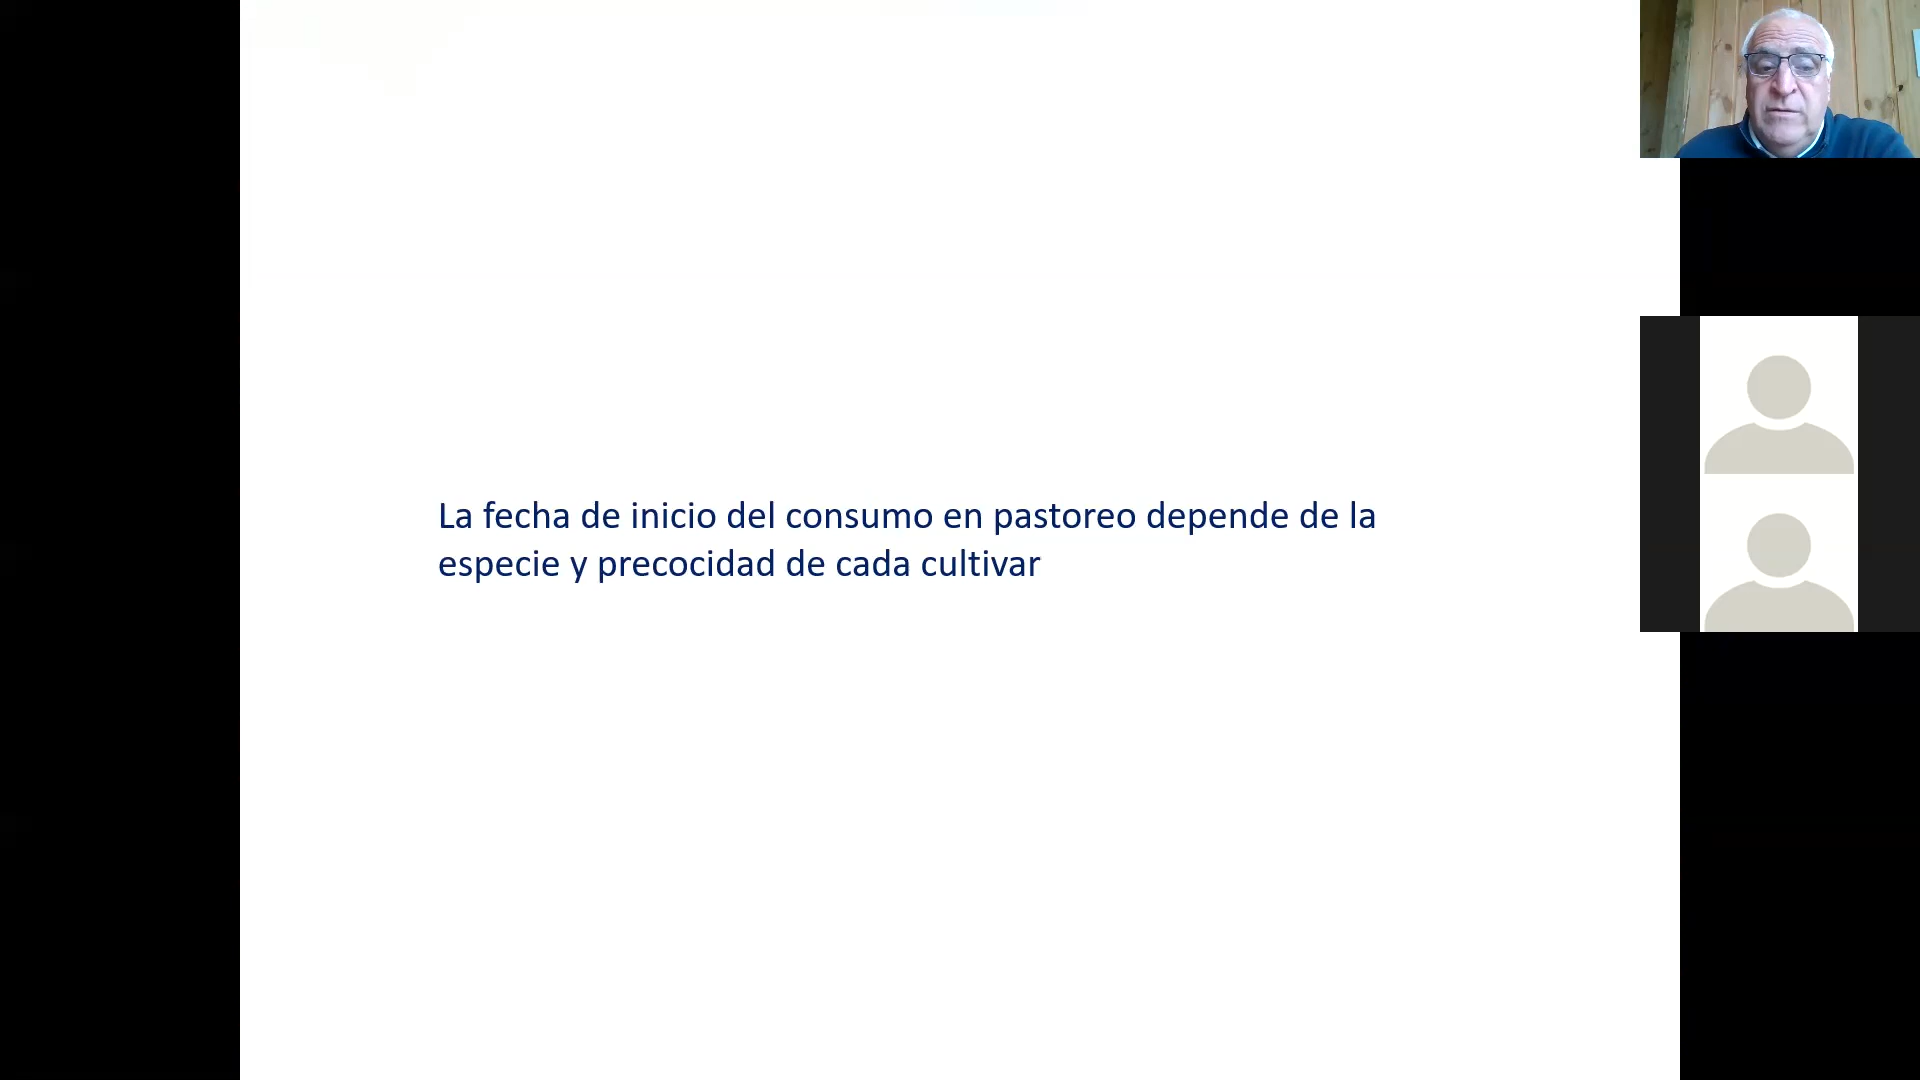 La fecha de inicio del consumo en pastoreo depende de la
especie y precocidad de cada cultivar